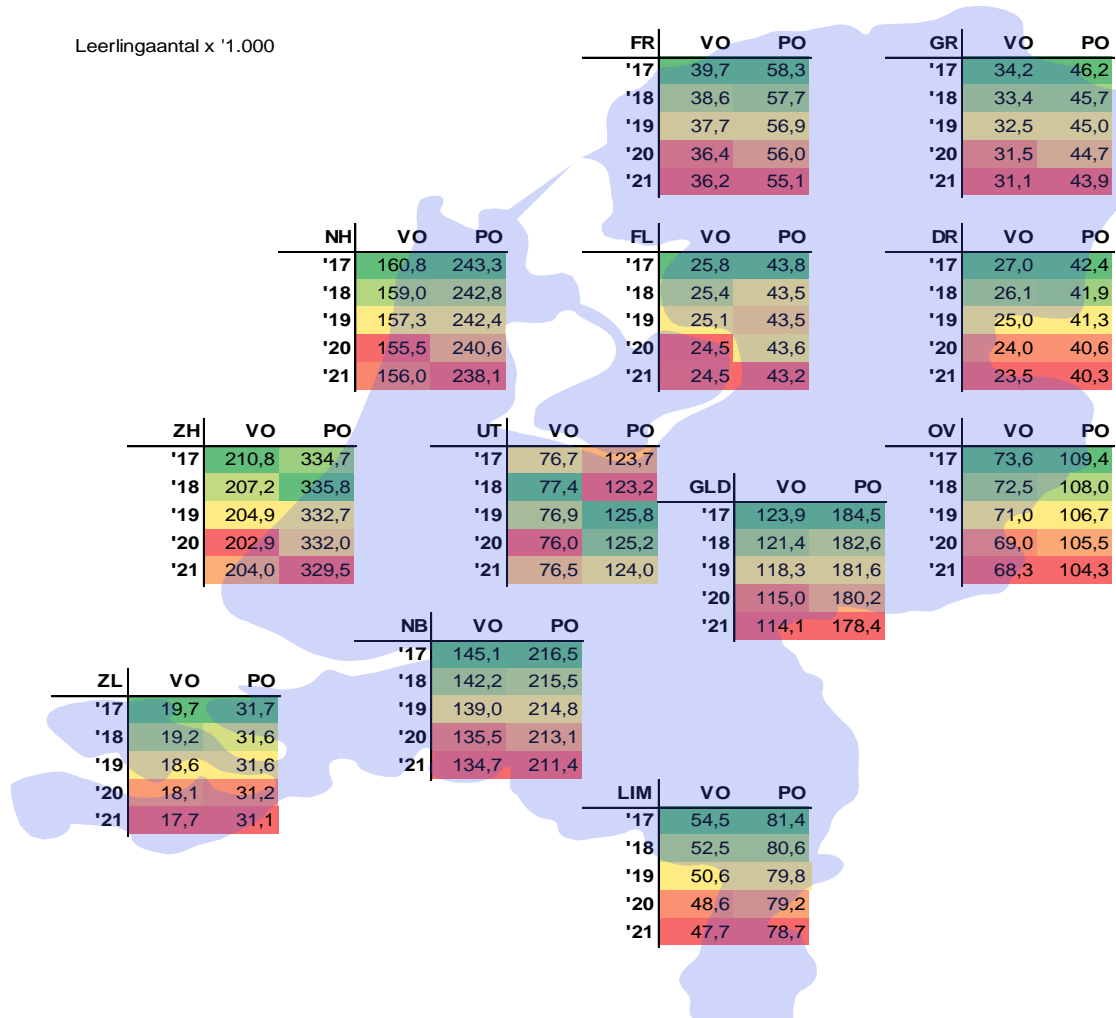 Leerlingaantal x '1.000
FR VO PO
'17 39,7 58,3
'18 38,6 57,7
'19 37,7 56,9
'20 36,4 56,0
'21 36,2 55,1
GR VO PO
'17 34,2 46,2
'18 33,4 45,7
'19 32,5 45,0
'20 31,5 44,7
'21 31,1 43,9
NH VO PO
'17 160,8 243,3
'18 159,0 242,8
'19 157,3 242,4
'20 155,5 240,6
'21 156,0 238,1
FL VO PO
'17 25,8 43,8
'18 25,4 43,5
'19 25,1 43,5
'20 24,5 43,6
'21 24,5 43,2
DR VO PO
'17 27,0 42,4
'18 26,1 41,9
'19 25,0 41,3
'20 24,0 40,6
'21 23,5 40,3
ZH VO PO
'17 210,8 334,7
'18 207,2 335,8
'19 204,9 332,7
'20 202,9 332,0
'21 204,0 329,5
UT VO PO
'17 76,7 123,7
'18 77,4 123,2
'19 76,9 125,8
'20 76,0 125,2
'21 76,5 124,0
GLD VO PO
'17 123,9 184,5
'18 121,4 182,6
'19 118,3 181,6
'20 115,0 180,2
'21 114,1 178,4
OV VO PO
'17 73,6 109,4
'18 72,5 108,0
'19 71,0 106,7
'20 69,0 105,5
'21 68,3 104,3
NB VO PO
'17 145,1 216,5
'18 142,2 215,5
'19 139,0 214,8
'20 135,5 213,1
'21 134,7 211,4
ZL VO PO
'17 19,7 31,7
'18 19,2 31,6
'19 18,6 31,6
'20 18,1 31,2
'21 17,7 31,1
LIM VO PO
'17 54,5 81,4
'18 52,5 80,6
'19 50,6 79,8
'20 48,6 79,2
'21 47,7 78,7